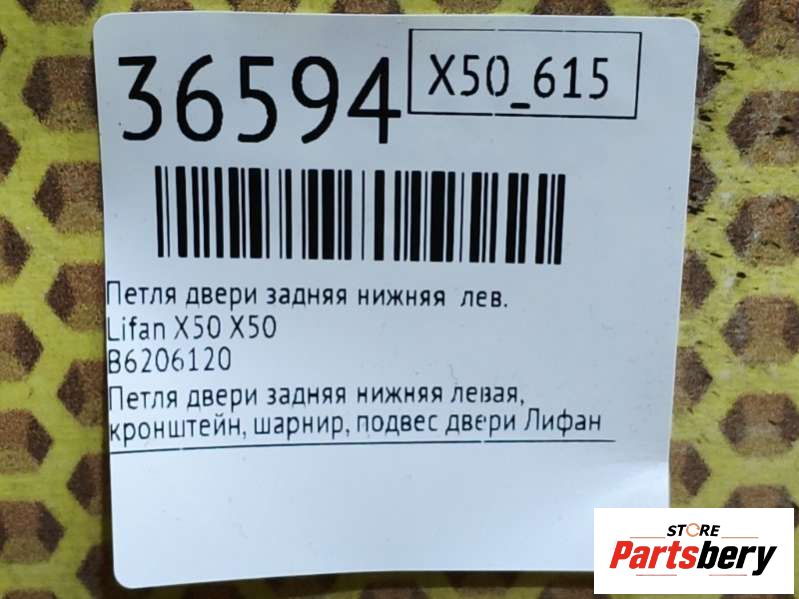 36594
X50_615
Петля двери задняя нижняя лев.
Lifan X50 X50
B6206120
Петля двери задняя нижняя левая,
кронштейн, шарнир, подвес двери Лифан
STORE
Partsbery